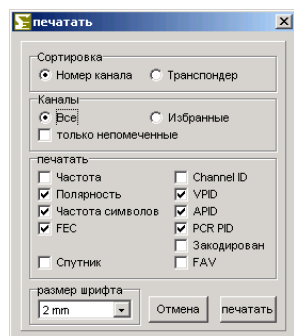 печатать
Сортировка
Номер канала Транспондер
Каналы
Все Избранные
только непомеченные
печатать
Частота Channel ID
Полярность VPID
Частота символов APID
FEC PCR PID
Закодирован
Спутник FAV
размер шрифта
2 mm Отмена печатать